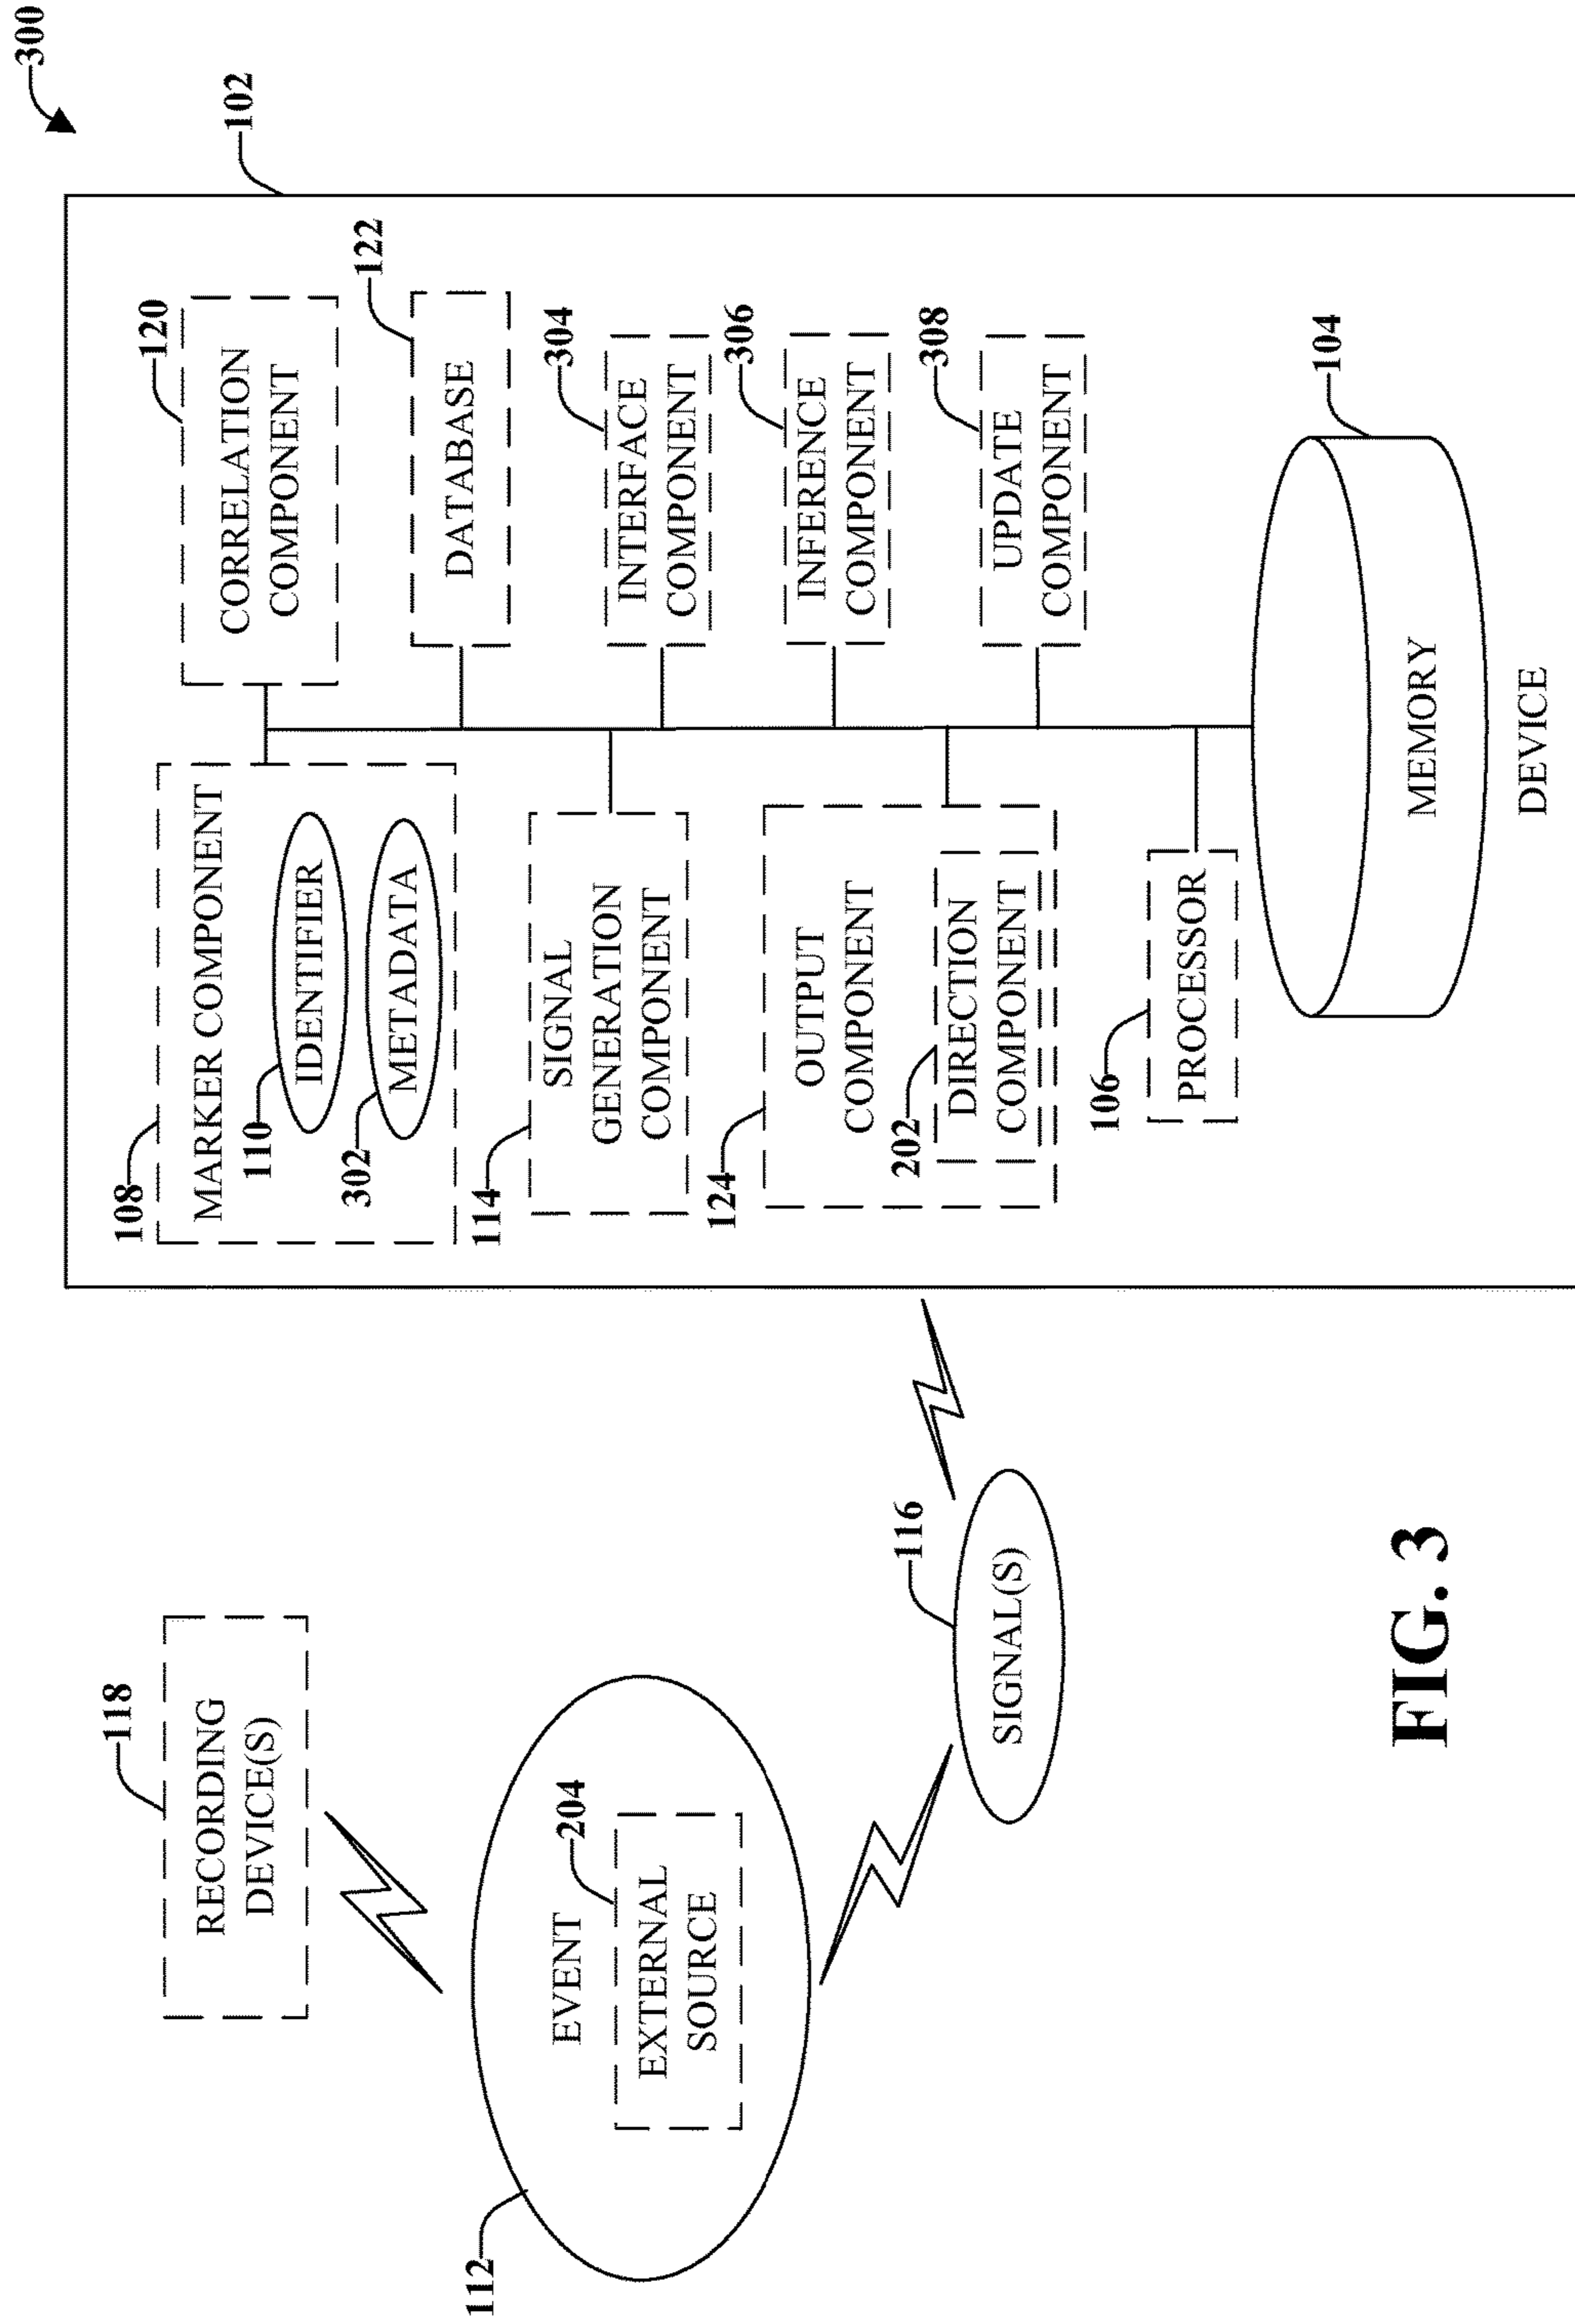 300
102
118
RECORDING
DEVICE(S)
112
EVENT
204
EXTERNAL
SOURCE
116
SIGNAL(S)
108
MARKER COMPONENT
110
IDENTIFIER
302
METADATA
120
CORRELATION
COMPONENT
122
DATABASE
114
SIGNAL
GENERATION
COMPONENT
304
INTERFACE
COMPONENT
124
OUTPUT
COMPONENT
202
DIRECTION
COMPONENT
306
INFERENCE
COMPONENT
308
UPDATE
COMPONENT
106
PROCESSOR
104
MEMORY
DEVICE
FIG. 3